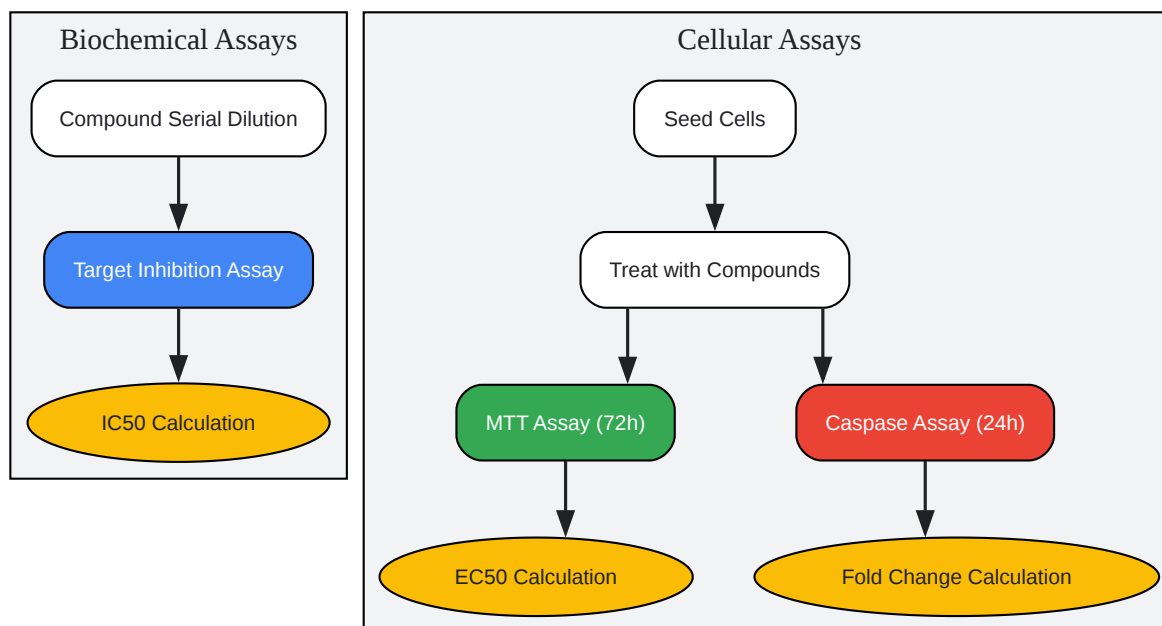 Biochemical Assays
Compound Serial Dilution
Target Inhibition Assay
IC50 Calculation
Cellular Assays
Seed Cells
Treat with Compounds
MTT Assay (72h)
Caspase Assay (24h)
EC50 Calculation
Fold Change Calculation